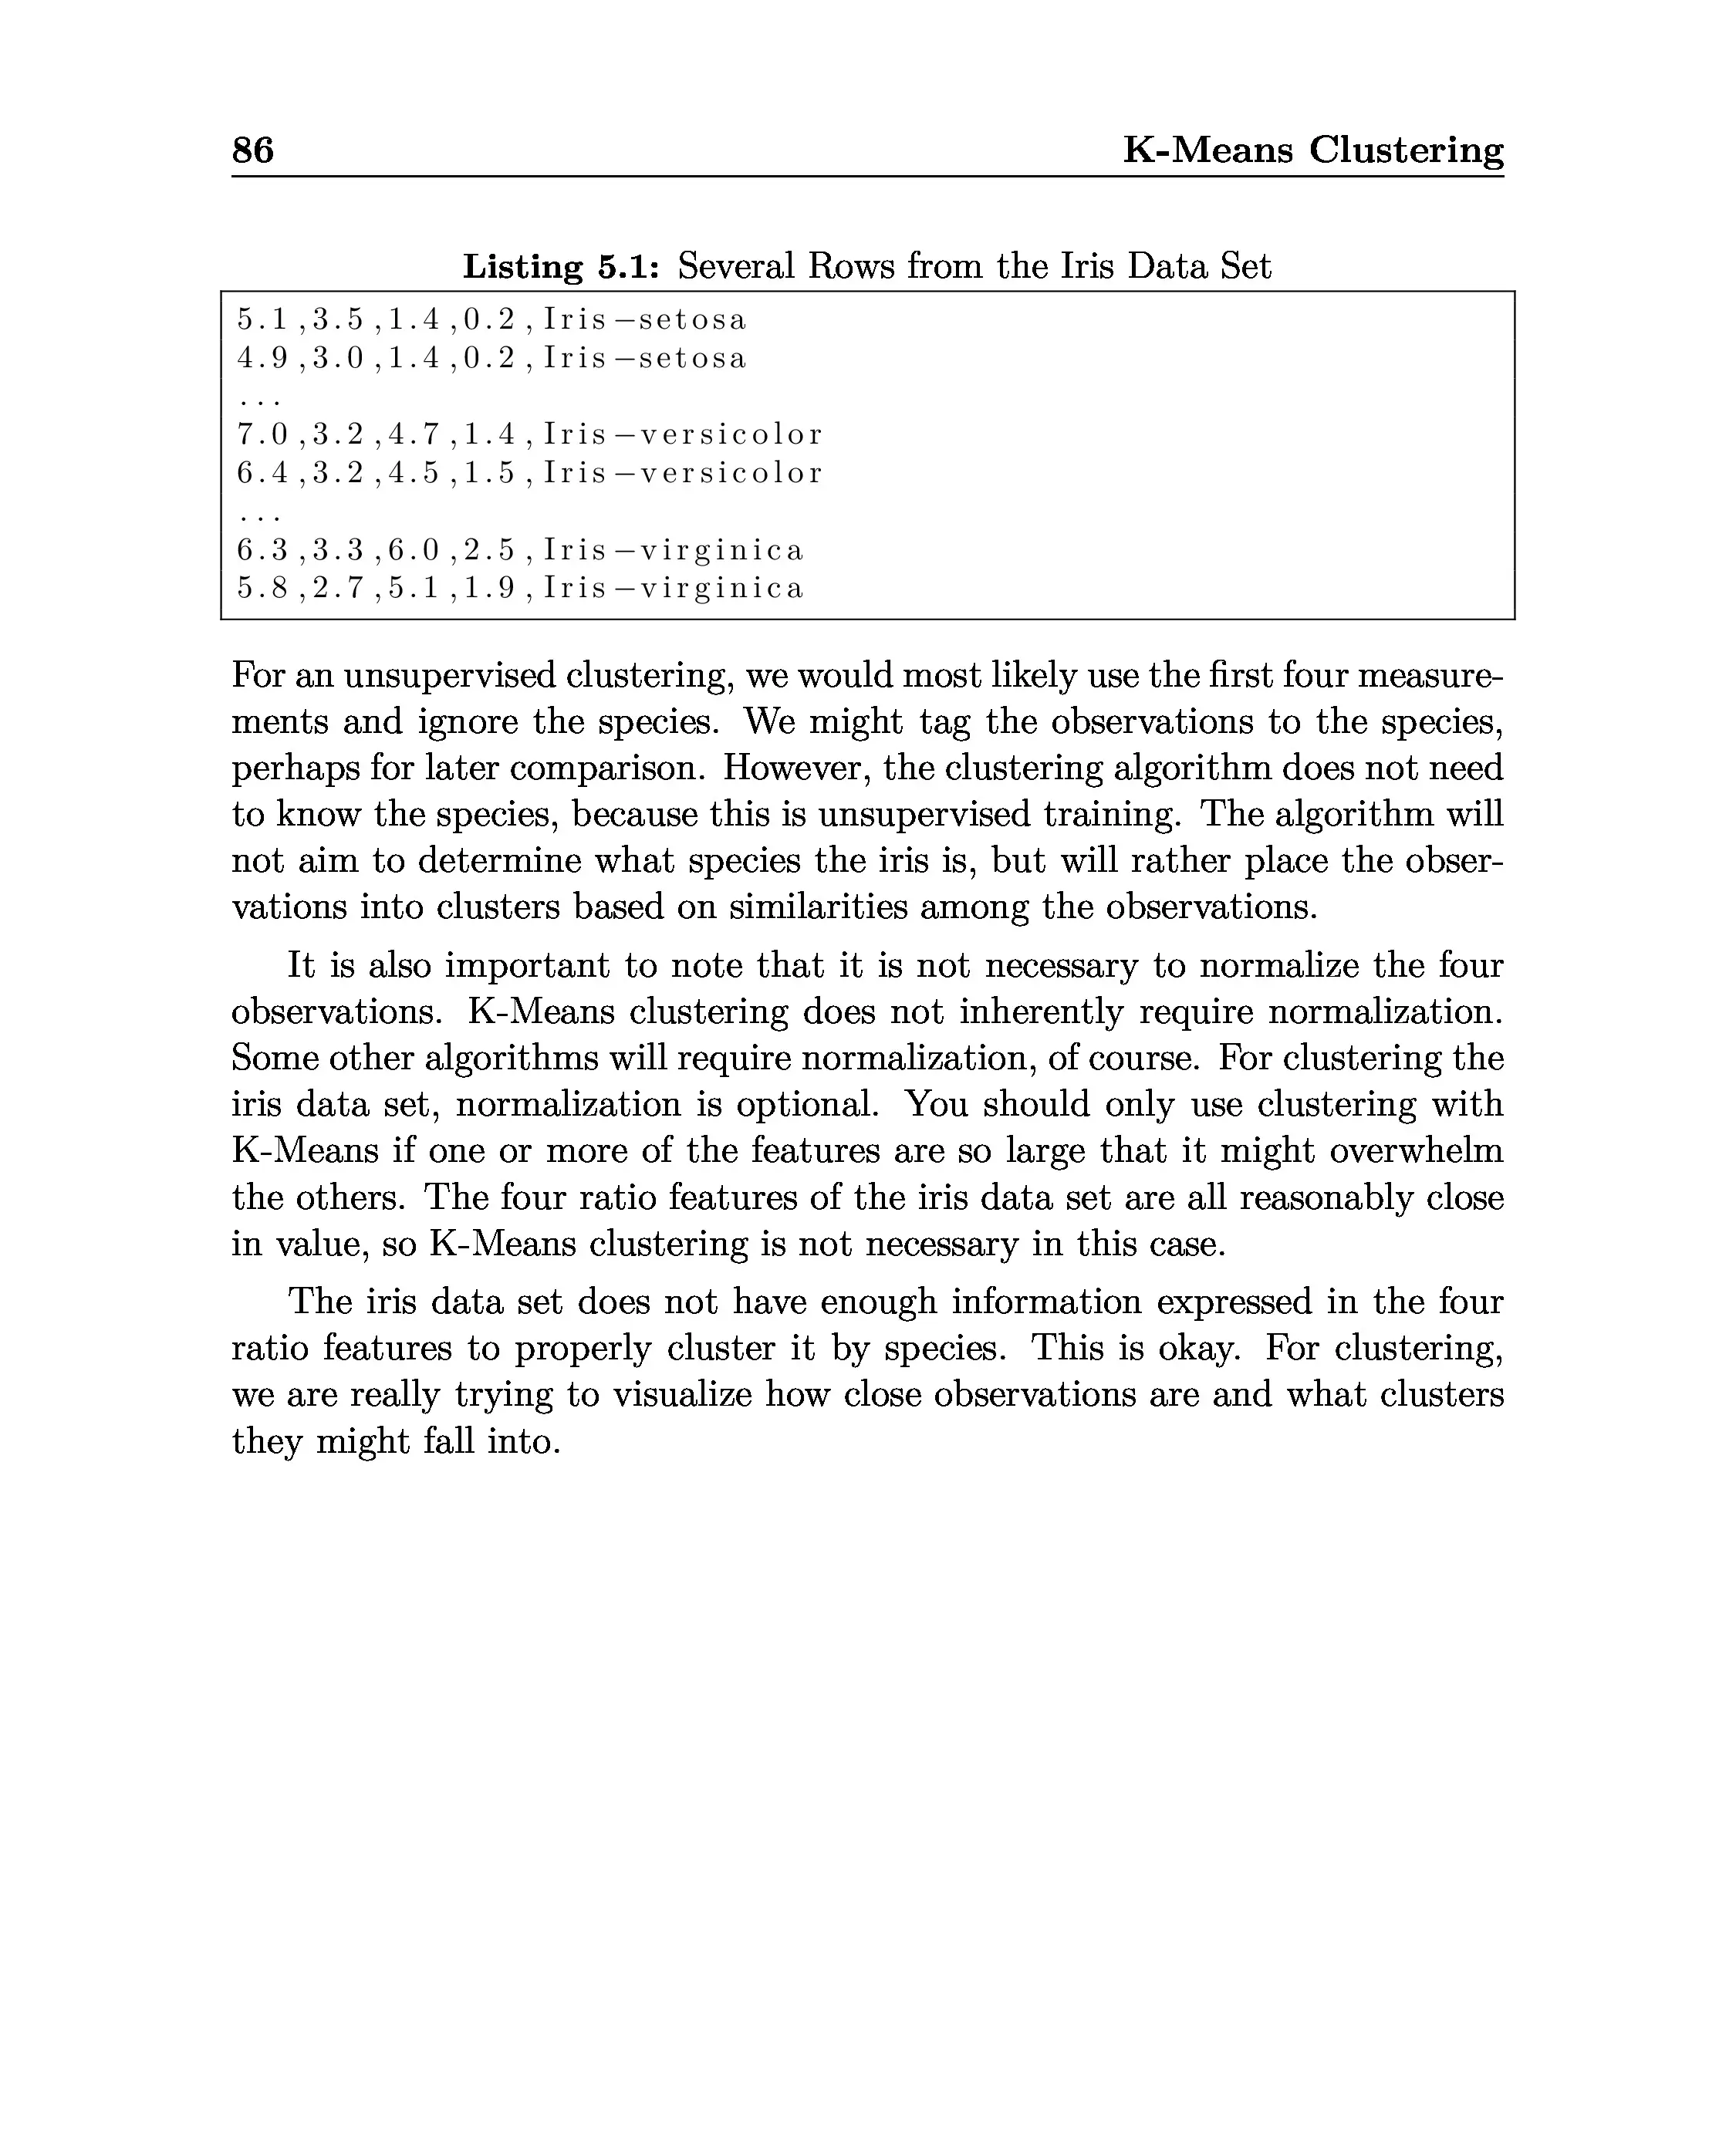 86 K-Means Clustering
Listing 5.1: Several Rows from the Iris Data Set
5.1,3.5,1.4,0.2,Iris-setosa
4.9,3.0,1.4,0.2,Iris-setosa
...
7.0,3.2,4.7,1.4,Iris-versicolor
6.4,3.2,4.5,1.5,Iris-versicolor
...
6.3,3.3,6.0,2.5,Iris-virginica
5.8,2.7,5.1,1.9,Iris-virginica
For an unsupervised clustering, we would most likely use the first four measure-
ments and ignore the species. We might tag the observations to the species,
perhaps for later comparison. However, the clustering algorithm does not need
to know the species, because this is unsupervised training. The algorithm will
not aim to determine what species the iris is, but will rather place the obser-
vations into clusters based on similarities among the observations.
It is also important to note that it is not necessary to normalize the four
observations. K-Means clustering does not inherently require normalization.
Some other algorithms will require normalization, of course. For clustering the
iris data set, normalization is optional. You should only use clustering with
K-Means if one or more of the features are so large that it might overwhelm
the others. The four ratio features of the iris data set are all reasonably close
in value, so K-Means clustering is not necessary in this case.
The iris data set does not have enough information expressed in the four
ratio features to properly cluster it by species. This is okay. For clustering,
we are really trying to visualize how close observations are and what clusters
they might fall into.